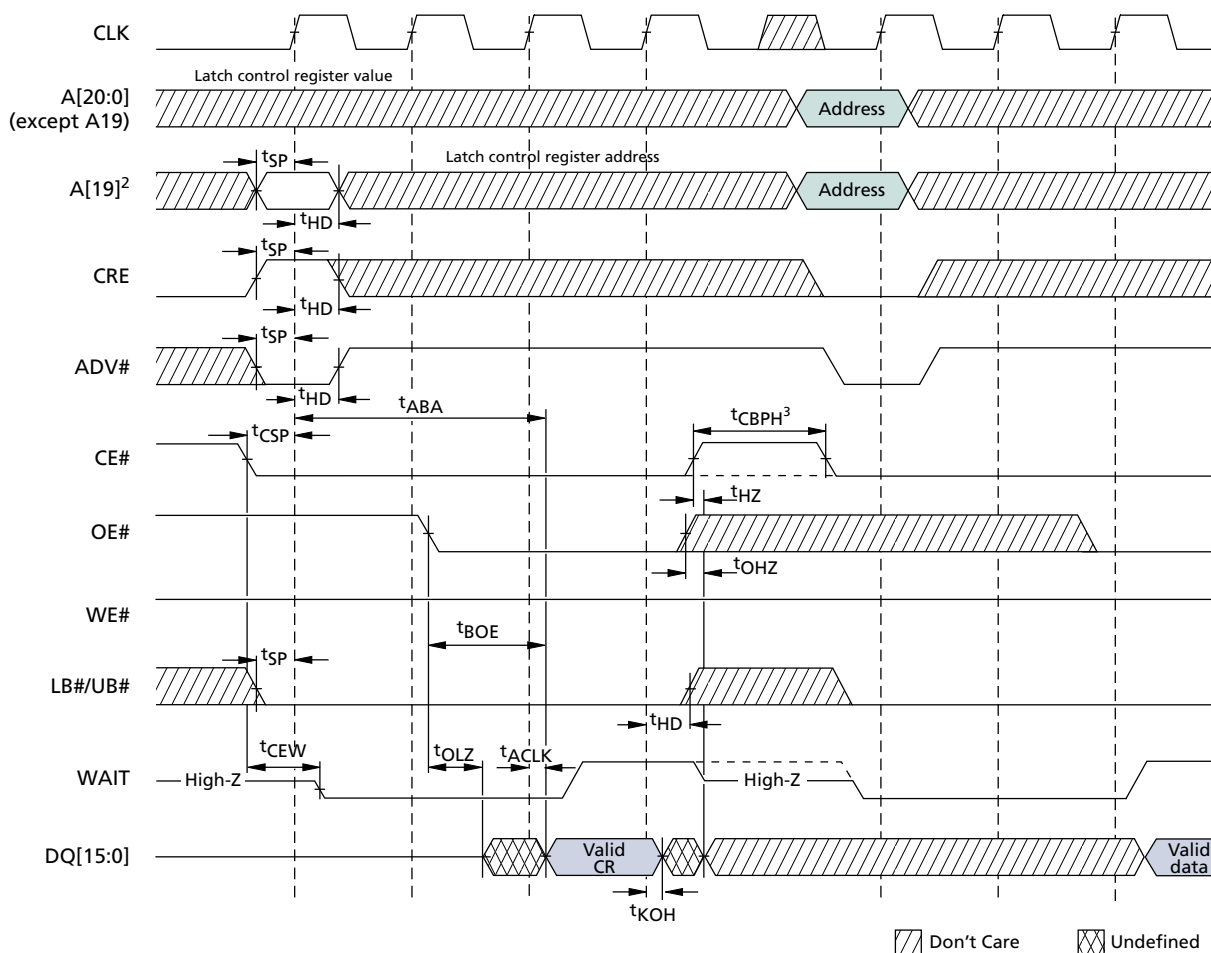 CLK
Latch control register value
A[20:0]
(except A19)
Address
tSP
Latch control register address
A[19]2
Address
tHD
tSP
CRE
tHD
tSP
ADV#
tHD
tABA
tCBPH3
tCSP
CE#
tHZ
OE#
tOHZ
WE#
tBOE
tSP
LB#/UB#
tHD
tCEW
tOLZ
tACLK
WAIT
High-Z
High-Z
DQ[15:0]
Valid
CR
Valid
data
tKOH
Don't Care
Undefined